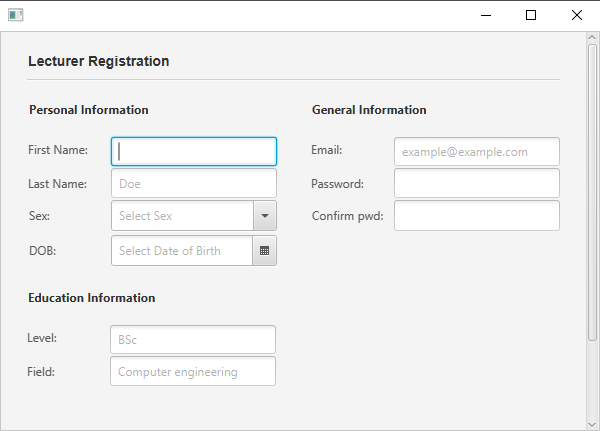 Lecturer Registration
Personal Information
First Name:
Last Name: Doe
Sex: Select Sex
DOB: Select Date of Birth
General Information
Email: example@example.com
Password:
Confirm pwd:
Education Information
Level: BSc
Field: Computer engineering